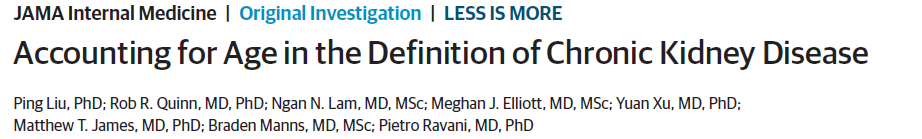 JAMA Internal Medicine | Original Investigation | LESS IS MORE
Accounting for Age in the Definition of Chronic Kidney Disease
Ping Liu, PhD; Rob R. Quinn, MD, PhD; Ngan N. Lam, MD, MSc; Meghan J. Elliott, MD, MSc; Yuan Xu, MD, PhD;
Matthew T. James, MD, PhD; Braden Manns, MD, MSc; Pietro Ravani, MD, PhD